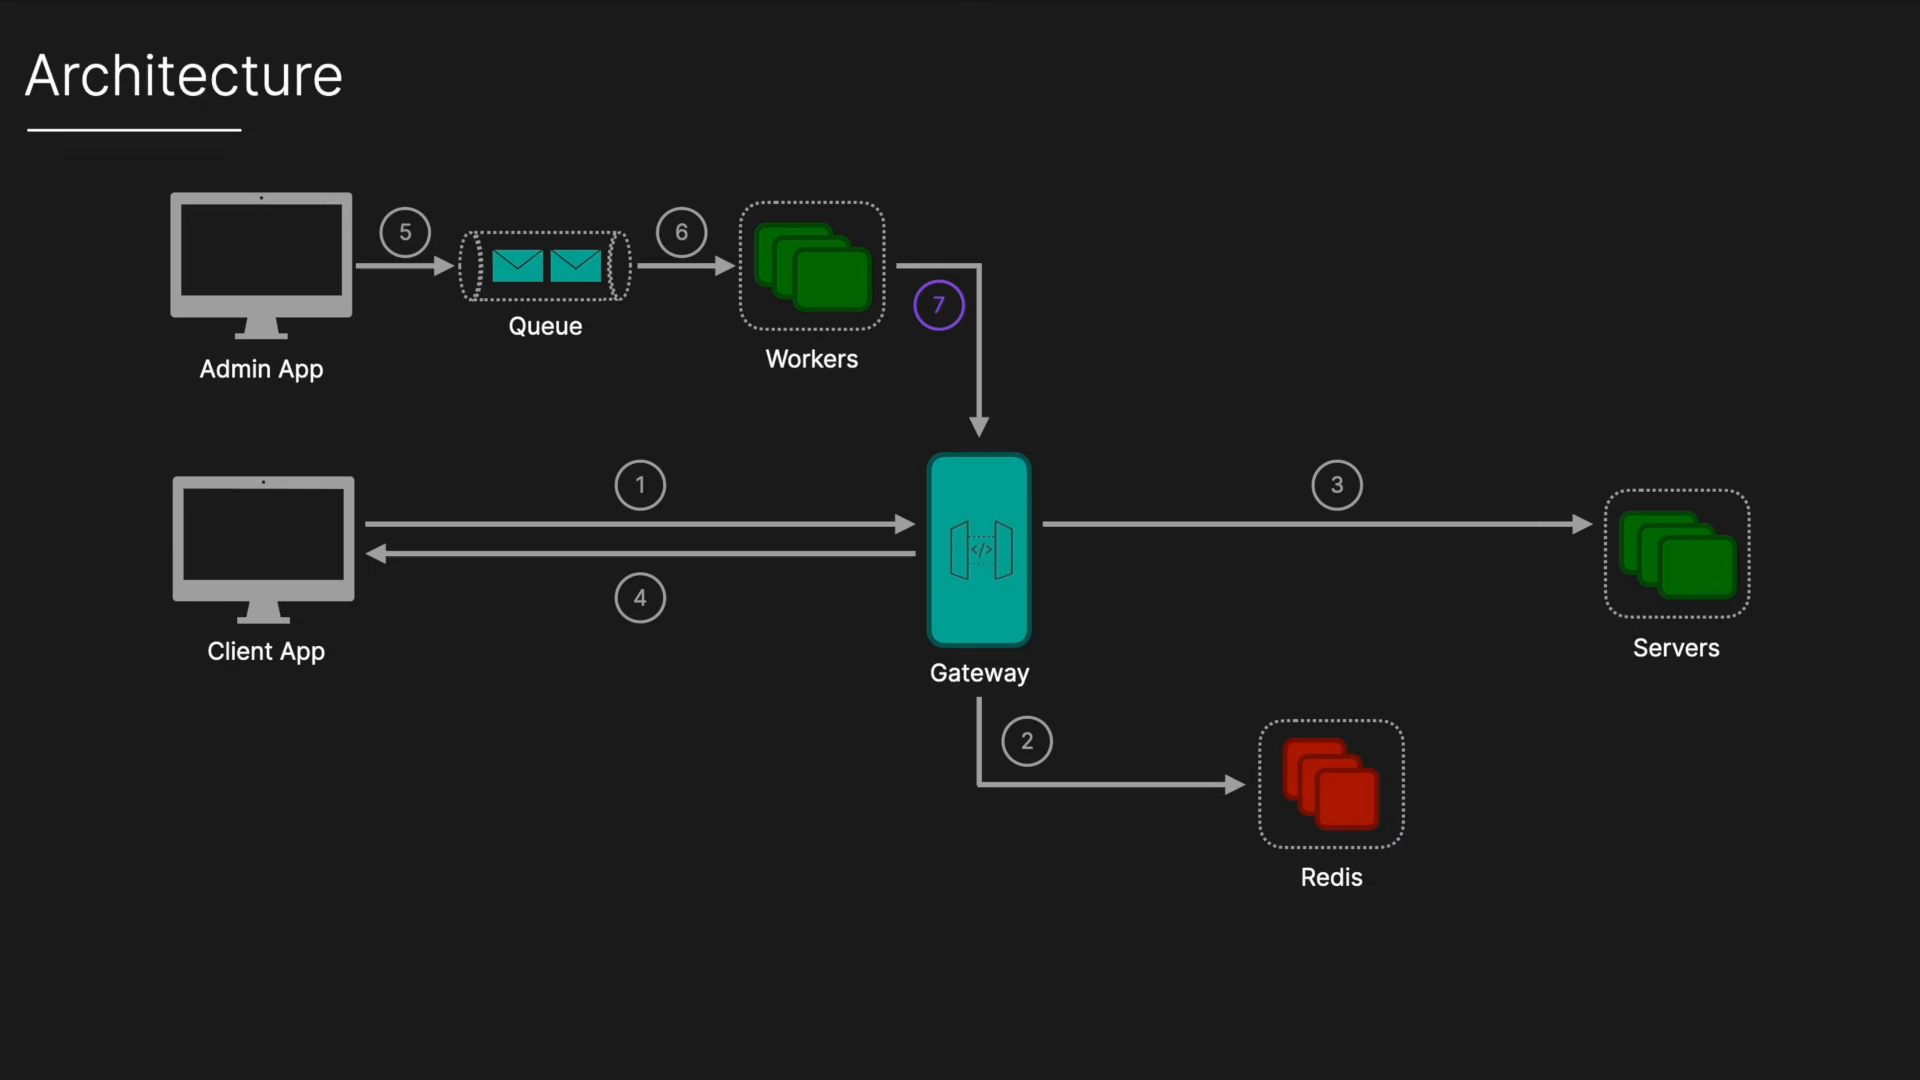 Architecture
5
6
7
Queue
Workers
Admin App
1
3
4
</>
Client App
Gateway
Servers
2
Redis